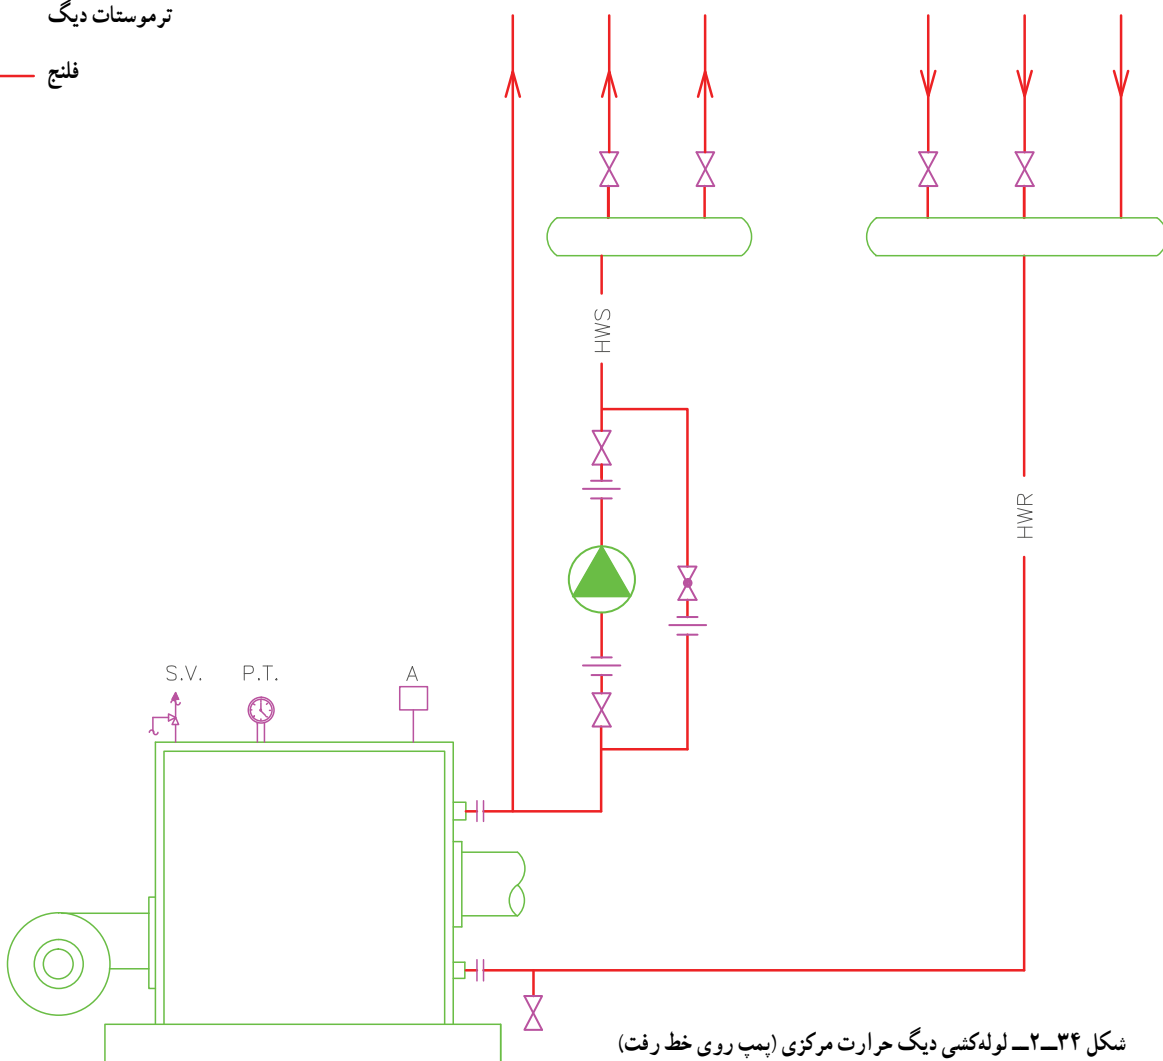 ترموستات دیگ
فلنج
HWS
HWR
S.V.
P.T.
A
شکل ۳۴ــ۲ــ لوله‌کشی دیگ حرارت مرکزی (پمپ روی خط رفت)